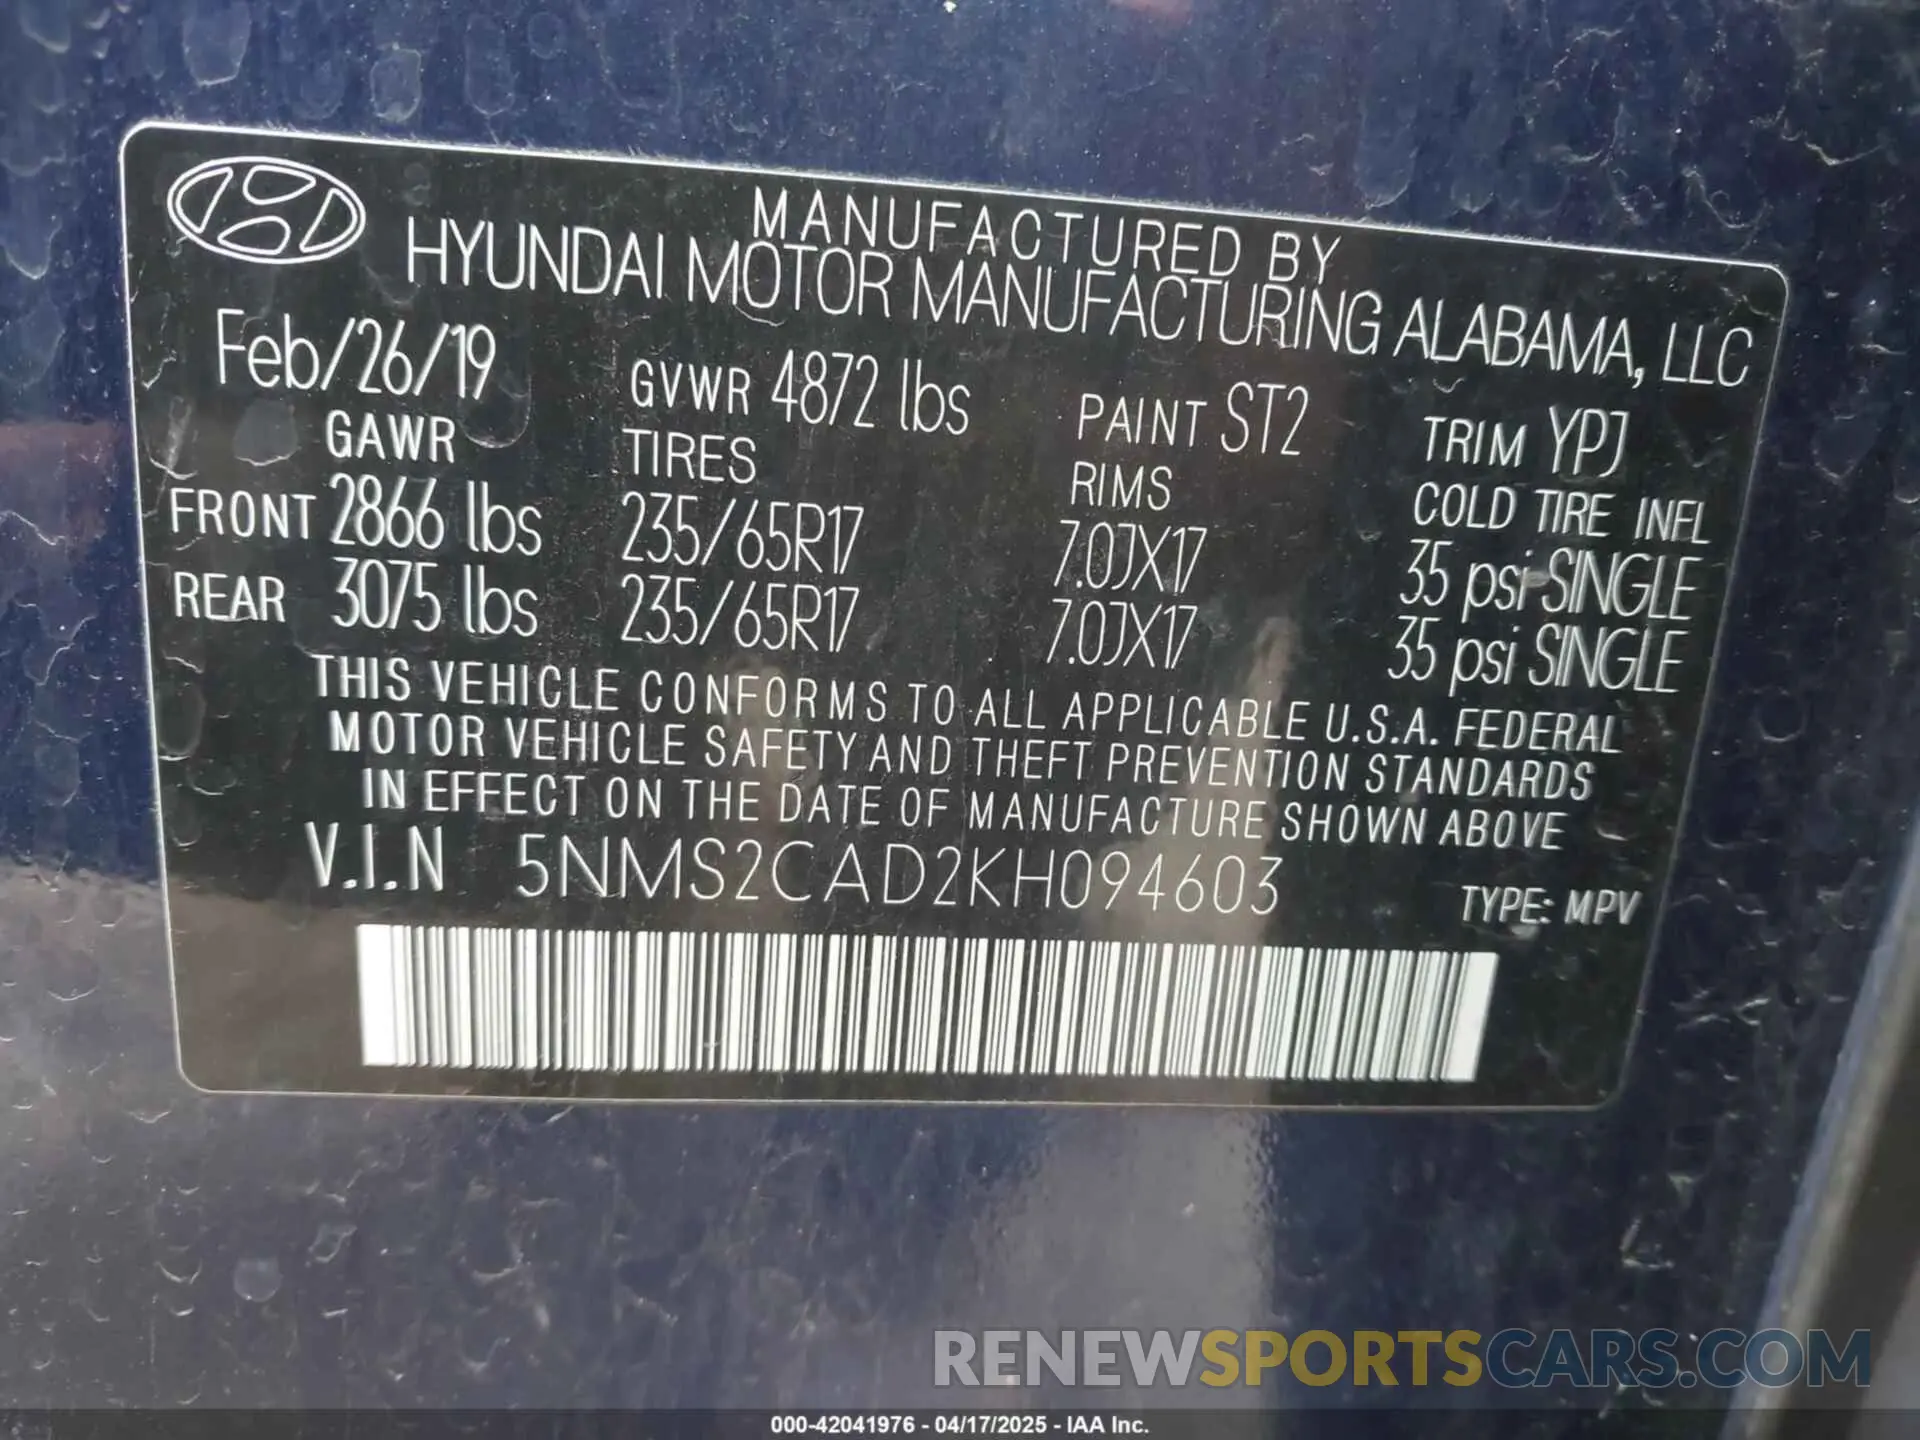 MANUFACTURED BY
HYUNDAI MOTOR MANUFACTURING ALABAMA, LLC
Feb/26/19 GVWR 4872 lbs PAINT ST2 TRIM YPJ
GAWR TIRES RIMS COLD TIRE INFL
FRONT 2866 lbs 235/65R17 7.0JX17 35 psi SINGLE
REAR 3075 lbs 235/65R17 7.0JX17 35 psi SINGLE
THIS VEHICLE CONFORMS TO ALL APPLICABLE U.S.A. FEDERAL
MOTOR VEHICLE SAFETY AND THEFT PREVENTION STANDARDS
IN EFFECT ON THE DATE OF MANUFACTURE SHOWN ABOVE
V.I.N 5NMS2CAD2KH094603 TYPE: MPV
RENEWSPORTSCARS.COM
000-42041976 - 04/17/2025 - IAA Inc.